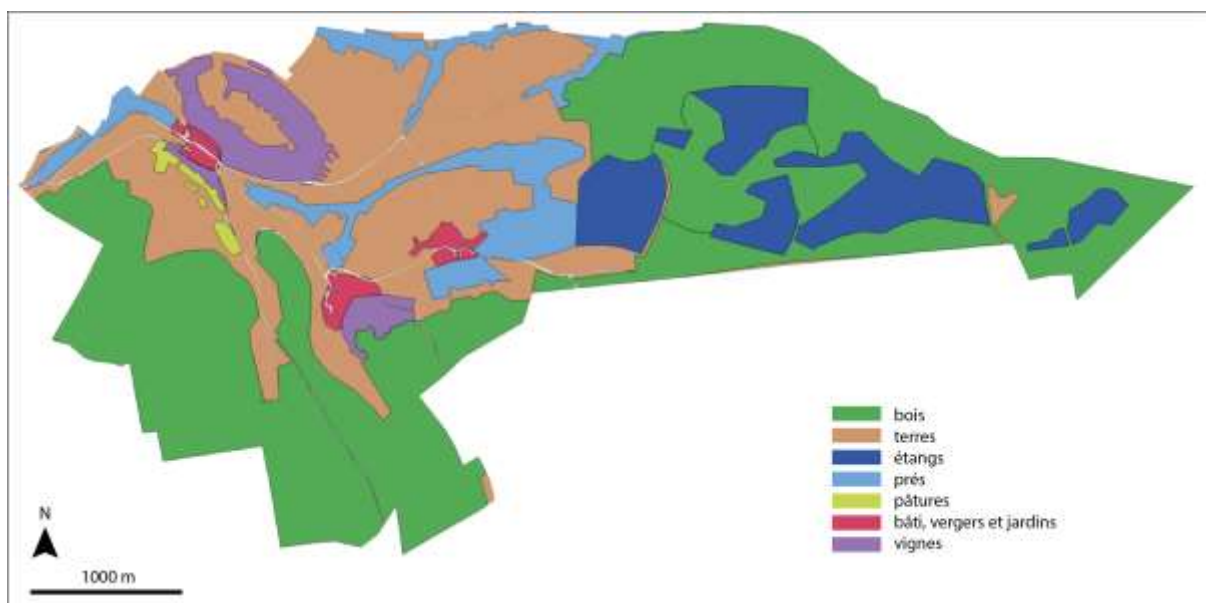 bois
terres
étangs
prés
pâtures
bâti, vergers et jardins
vignes
N
1000 m